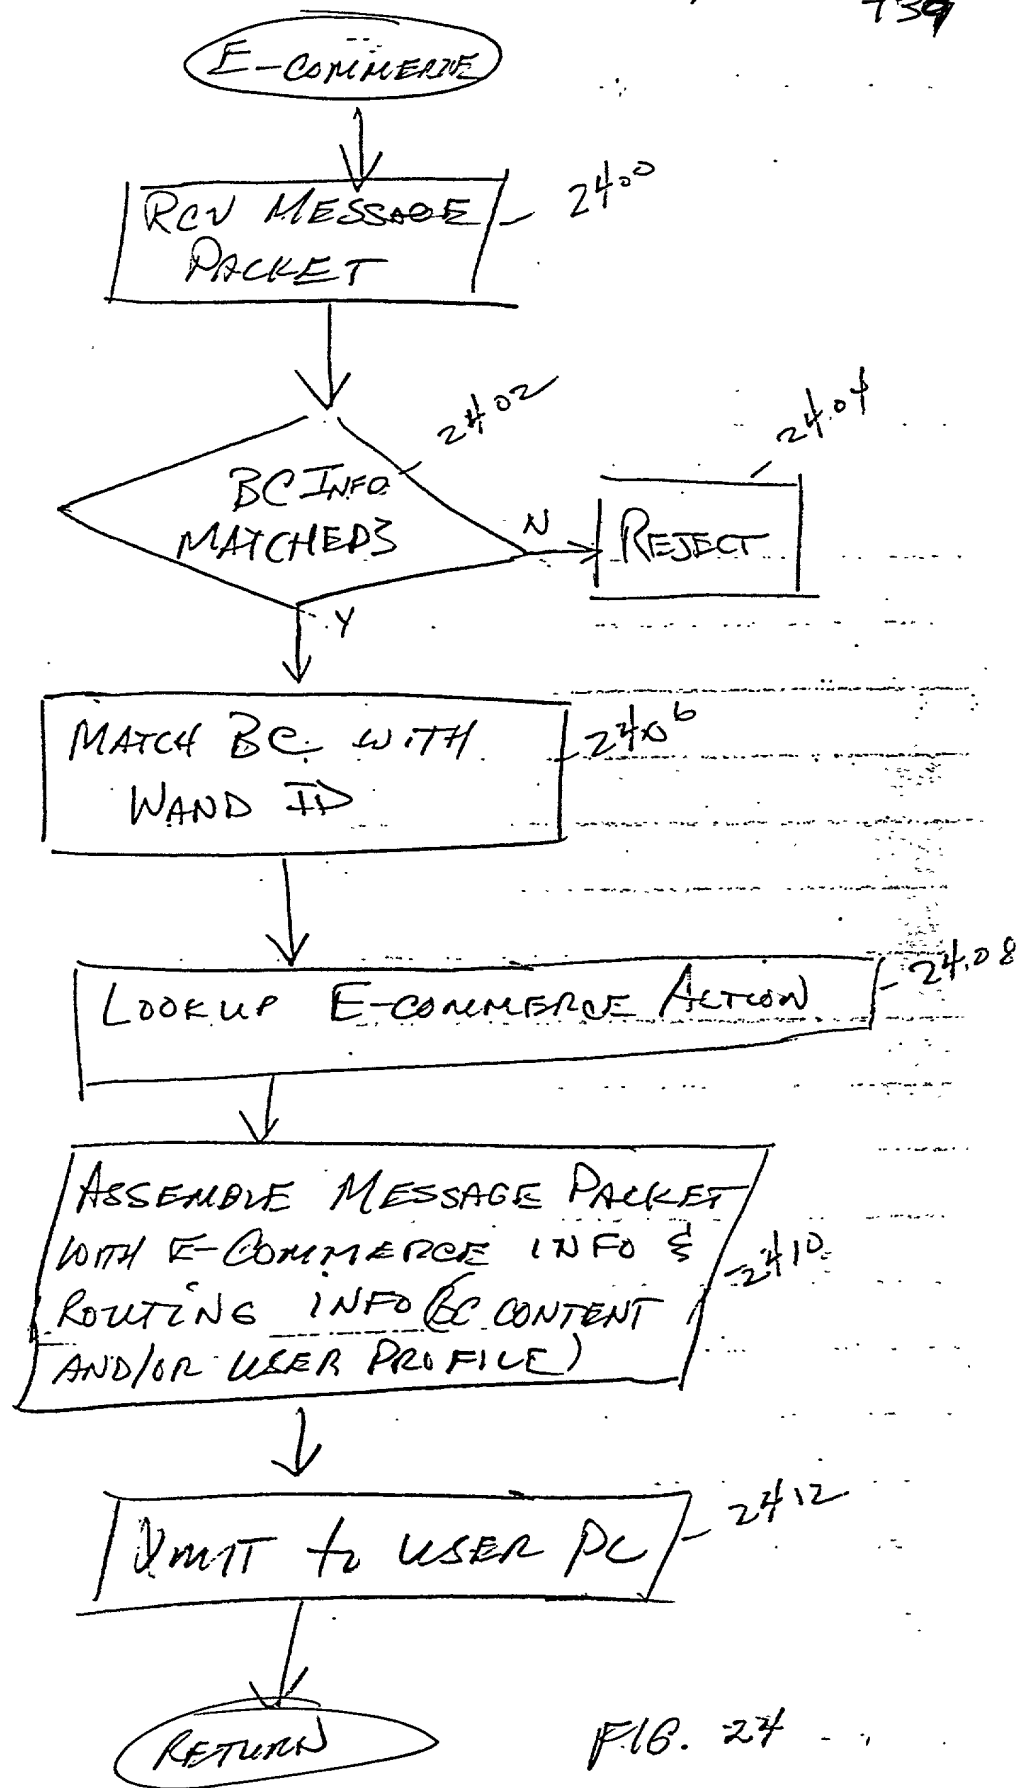 739
E-COMMERCE
RCV MESSAGE
PACKET
2400
2402
2404
BC INFO
MATCHED?
N
REJECT
Y
MATCH BC WITH
WAND ID
2406
LOOKUP E-COMMERCE ACTION
2408
ASSEMBLE MESSAGE PACKET
WITH E-COMMERCE INFO &
ROUTING INFO (BC CONTENT
AND/OR USER PROFILE)
2410
XMIT to USER PC
2412
RETURN
FIG. 24